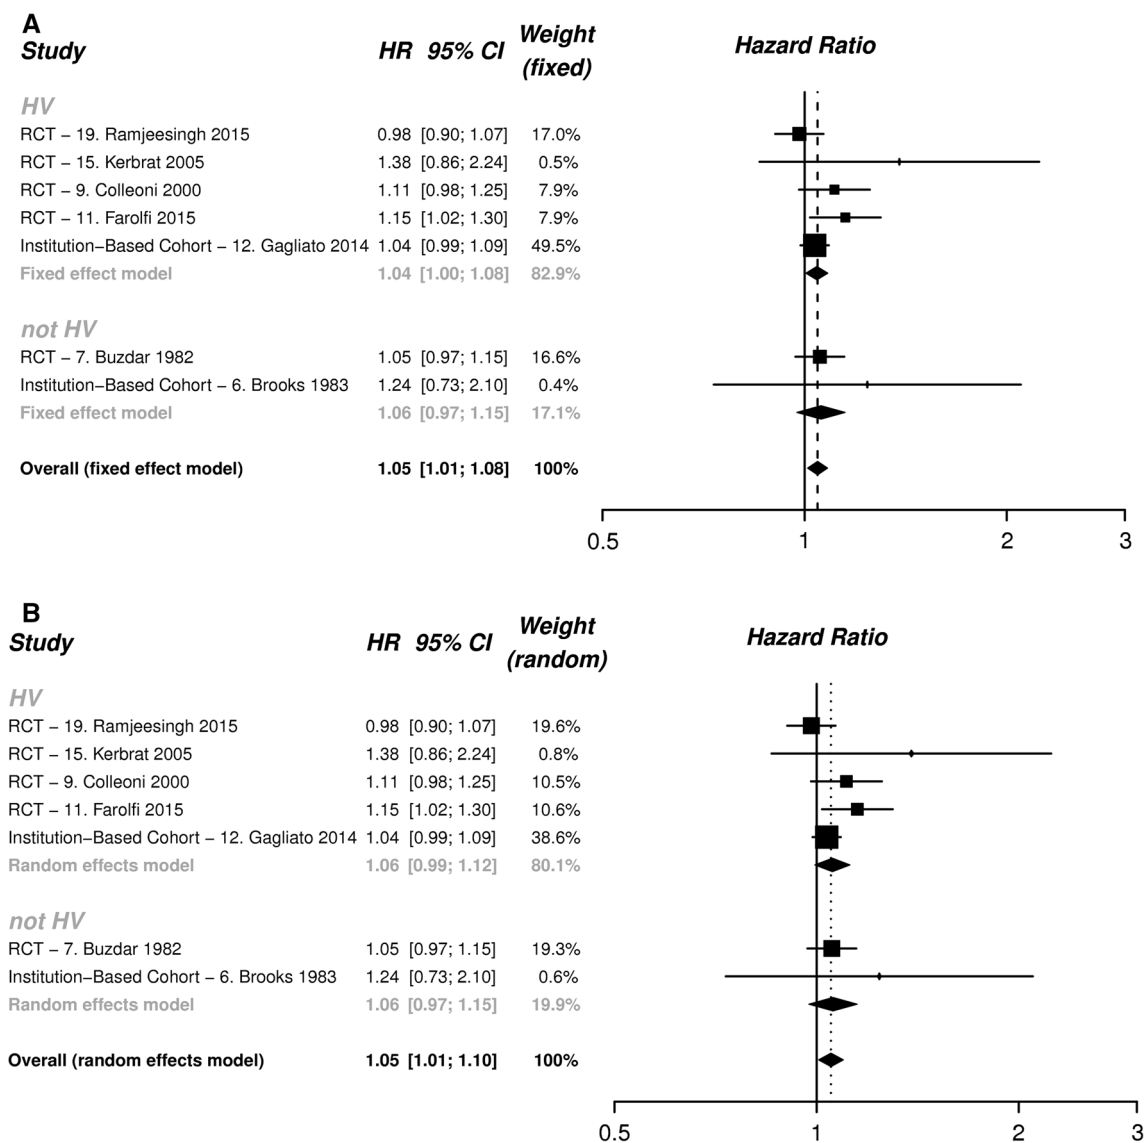 A
Study HR 95% CI Weight (fixed) Hazard Ratio
HV
RCT − 19. Ramjeesingh 2015 0.98 [0.90; 1.07] 17.0%
RCT − 15. Kerbrat 2005 1.38 [0.86; 2.24] 0.5%
RCT − 9. Colleoni 2000 1.11 [0.98; 1.25] 7.9%
RCT − 11. Farolfi 2015 1.15 [1.02; 1.30] 7.9%
Institution−Based Cohort − 12. Gagliato 2014 1.04 [0.99; 1.09] 49.5%
Fixed effect model 1.04 [1.00; 1.08] 82.9%
not HV
RCT − 7. Buzdar 1982 1.05 [0.97; 1.15] 16.6%
Institution−Based Cohort − 6. Brooks 1983 1.24 [0.73; 2.10] 0.4%
Fixed effect model 1.06 [0.97; 1.15] 17.1%
Overall (fixed effect model) 1.05 [1.01; 1.08] 100%
0.5 1 2 3
B
Study HR 95% CI Weight (random) Hazard Ratio
HV
RCT − 19. Ramjeesingh 2015 0.98 [0.90; 1.07] 19.6%
RCT − 15. Kerbrat 2005 1.38 [0.86; 2.24] 0.8%
RCT − 9. Colleoni 2000 1.11 [0.98; 1.25] 10.5%
RCT − 11. Farolfi 2015 1.15 [1.02; 1.30] 10.6%
Institution−Based Cohort − 12. Gagliato 2014 1.04 [0.99; 1.09] 38.6%
Random effects model 1.06 [0.99; 1.12] 80.1%
not HV
RCT − 7. Buzdar 1982 1.05 [0.97; 1.15] 19.3%
Institution−Based Cohort − 6. Brooks 1983 1.24 [0.73; 2.10] 0.6%
Random effects model 1.06 [0.97; 1.15] 19.9%
Overall (random effects model) 1.05 [1.01; 1.10] 100%
0.5 1 2 3